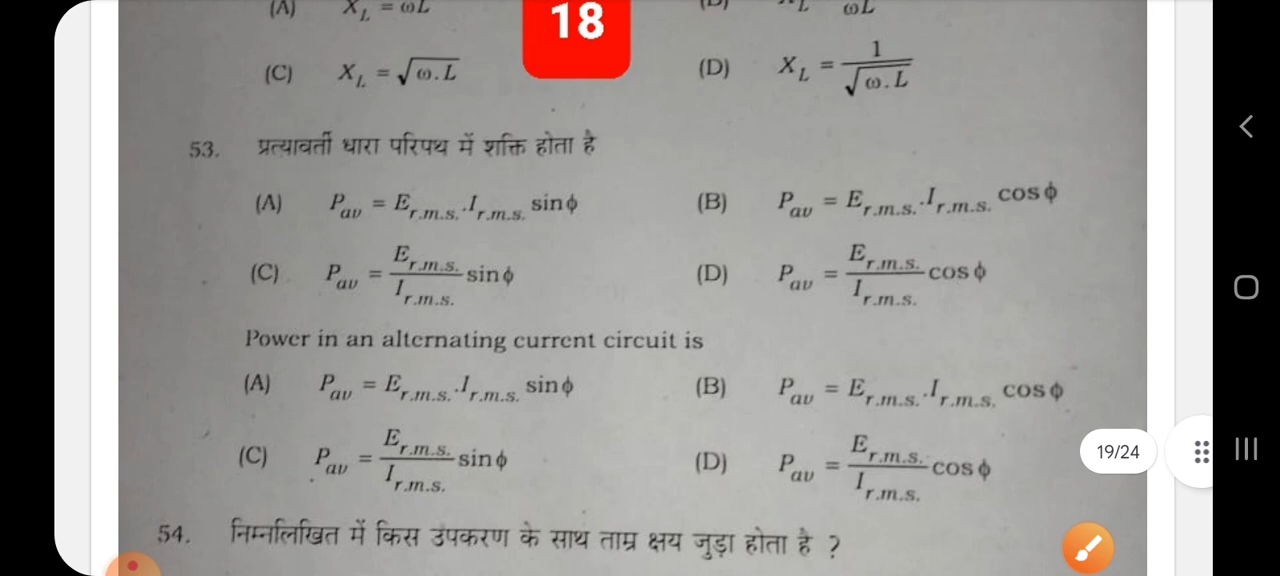 (A) X_L = ωL
18
ωL
(C) X_L = √ω.L (D) X_L = 1/√ω.L
53. प्रत्यावर्ती धारा परिपथ में शक्ति होता है
(A) P_av = E_r.m.s..I_r.m.s. sinϕ (B) P_av = E_r.m.s..I_r.m.s. cosϕ
(C) P_av = E_r.m.s./I_r.m.s. sinϕ (D) P_av = E_r.m.s./I_r.m.s. cosϕ
Power in an alternating current circuit is
(A) P_av = E_r.m.s..I_r.m.s. sinϕ (B) P_av = E_r.m.s..I_r.m.s. cosϕ
(C) P_av = E_r.m.s./I_r.m.s. sinϕ (D) P_av = E_r.m.s./I_r.m.s. cosϕ
19/24
54. निम्नलिखित में किस उपकरण के साथ ताम्र क्षय जुड़ा होता है ?